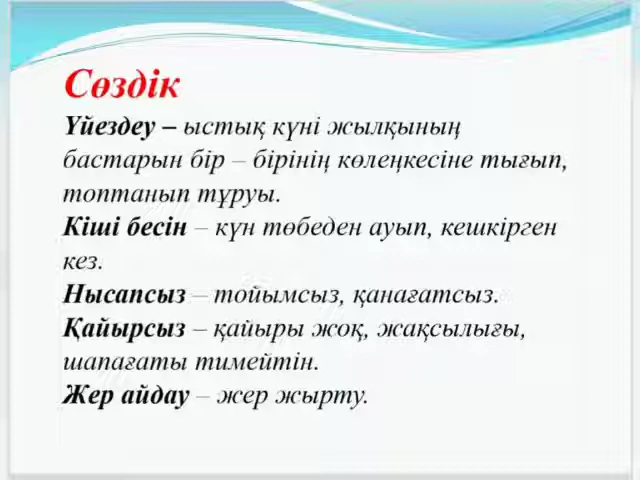 Сөздік
Үйездеу – ыстық күні жылқының
бастарын бір – бірінің көлеңкесіне тығып,
топтанып тұруы.
Кіші бесін – күн төбеден ауып, кешкірген
кез.
Нысапсыз – тойымсыз, қанағатсыз.
Қайырсыз – қайыры жоқ, жақсылығы,
шапағаты тимейтін.
Жер айдау – жер жырту.